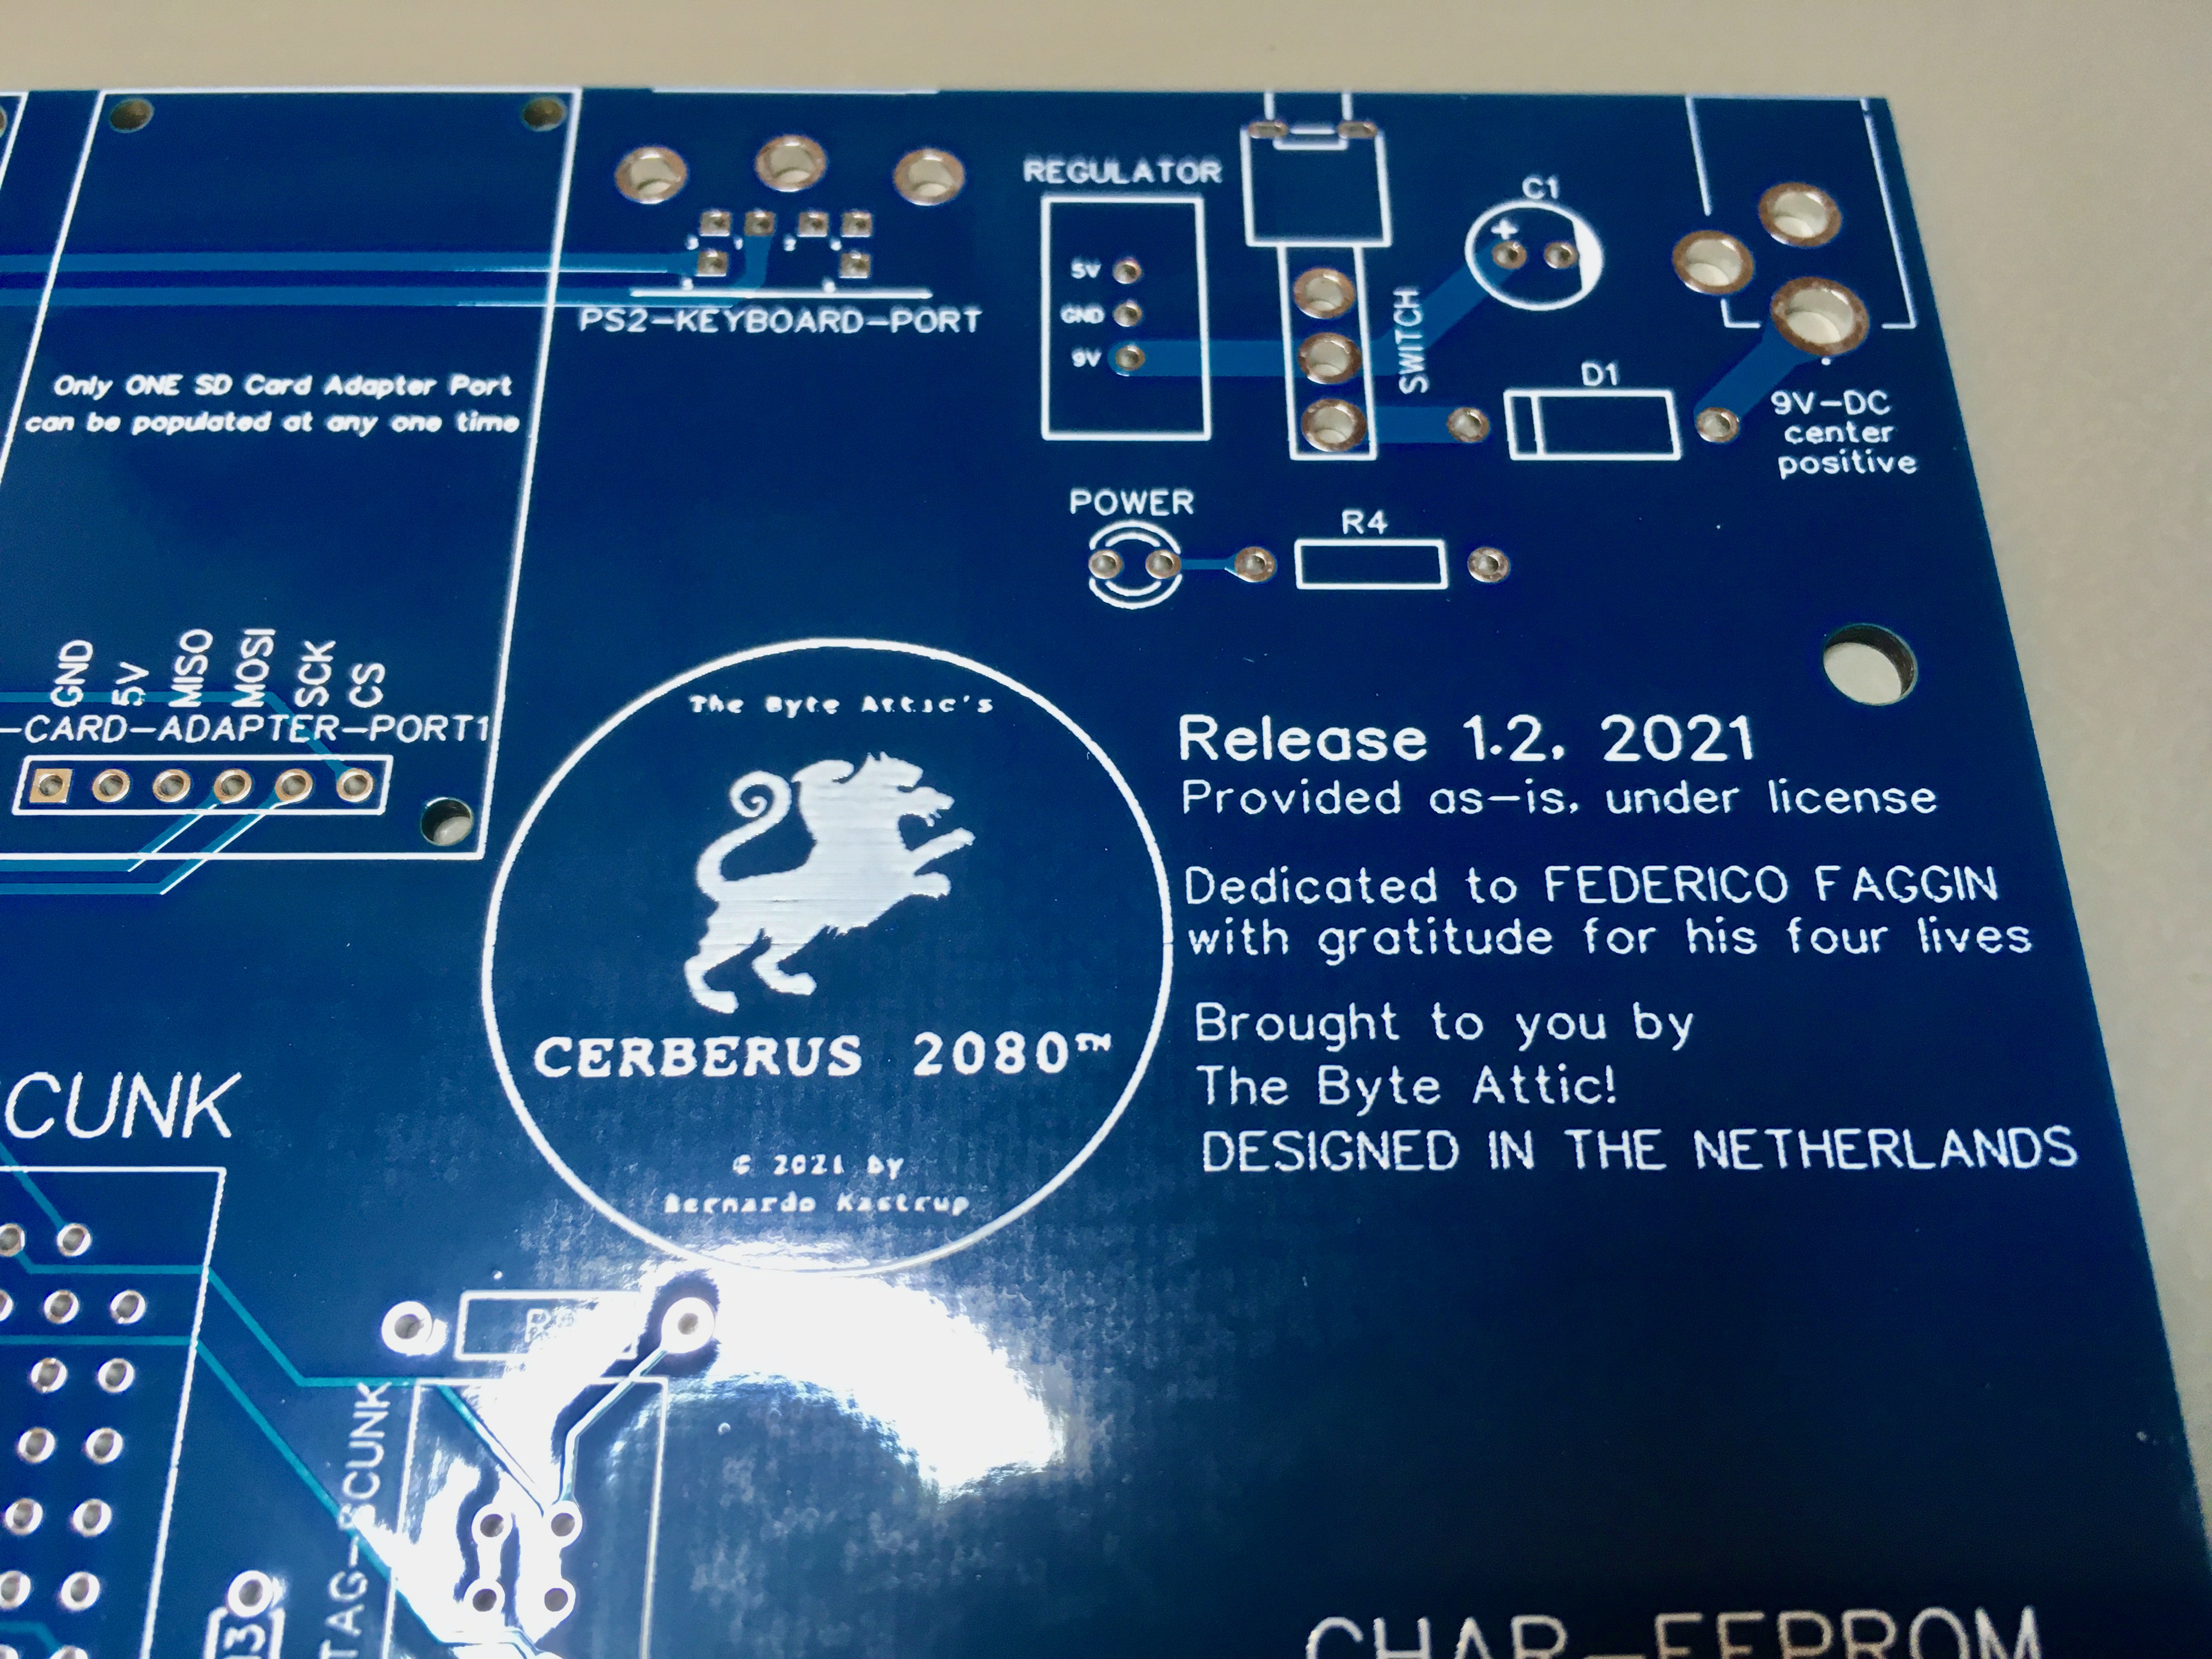 REGULATOR
5V
GND
9V
SWITCH
C1
+
PS2-KEYBOARD-PORT
D1
9V-DC
center
positive
Only ONE SD Card Adapter Port
can be populated at any one time
POWER
R4
GND
5V
MISO
MOSI
SCK
CS
-CARD-ADAPTER-PORT1
The Byte Attic's
CERBERUS 2080™
© 2021 by
Bernardo Kastrup
Release 1.2, 2021
Provided as-is, under license
Dedicated to FEDERICO FAGGIN
with gratitude for his four lives
Brought to you by
The Byte Attic!
DESIGNED IN THE NETHERLANDS
CUNK
TAG-SCUNK
CHAR-EEPROM